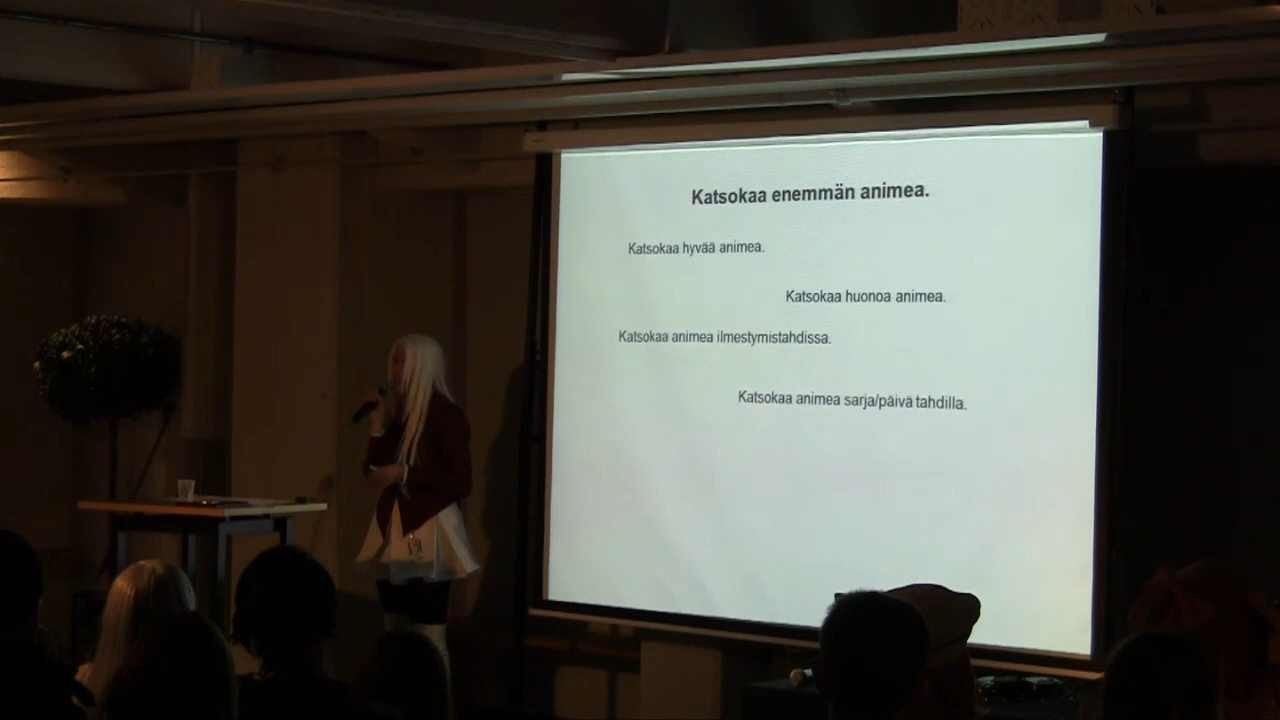 Katsokaa enemmän animea.
Katsokaa hyvää animea.
Katsokaa huonoa animea.
Katsokaa animea ilmestymistahdissa.
Katsokaa animea sarja/päivä tahdilla.